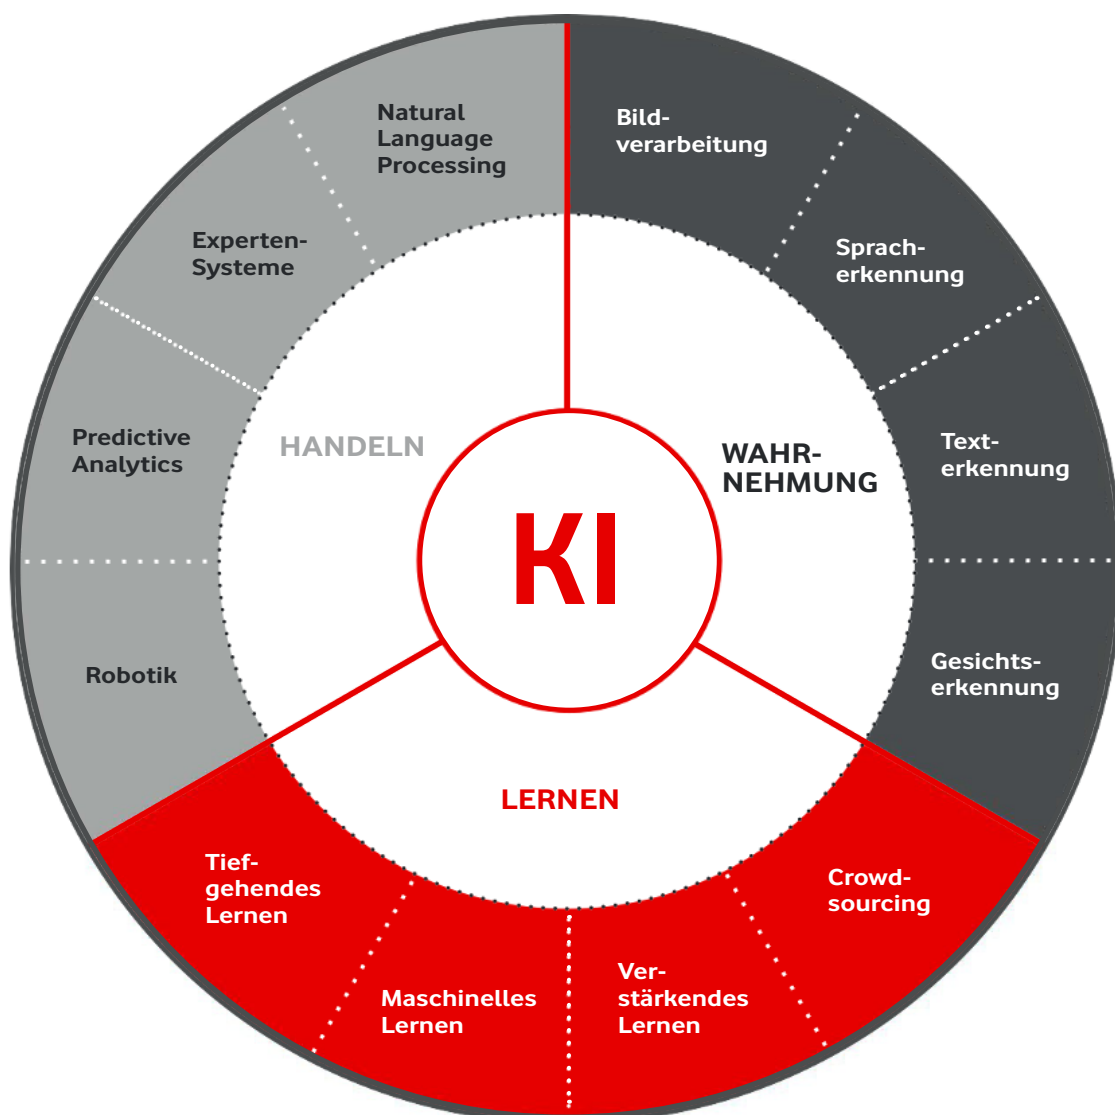 Natural
Language
Processing
Bild-
verarbeitung
Experten-
Systeme
Sprach-
erkennung
Predictive
Analytics
HANDELN
WAHR-
NEHMUNG
Text-
erkennung
KI
Robotik
Gesichts-
erkennung
LERNEN
Tief-
gehendes
Lernen
Crowd-
sourcing
Maschinelles
Lernen
Ver-
stärkendes
Lernen